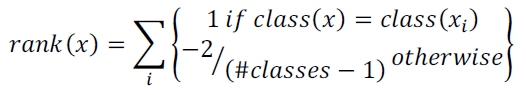 rank(x) = ∑ i { 1 if class(x) = class(xᵢ)
−2/(#classes − 1) otherwise }